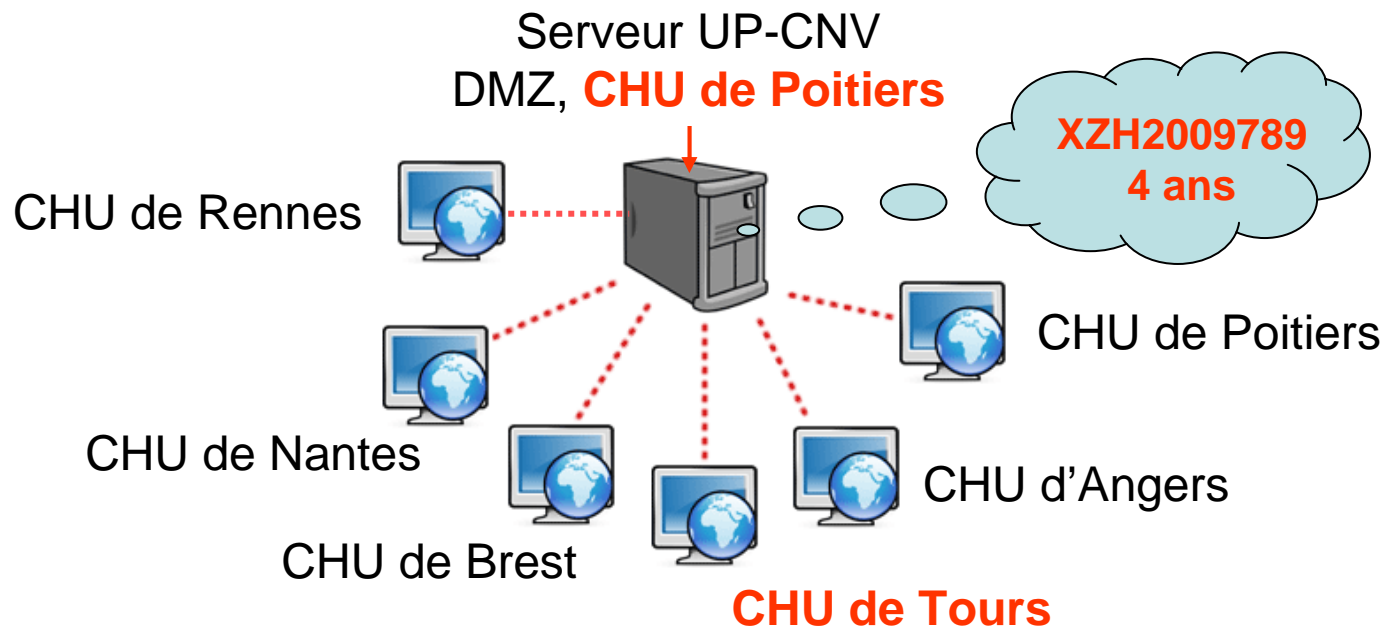 Serveur UP-CNV
DMZ, CHU de Poitiers
XZH2009789
4 ans
CHU de Rennes
CHU de Poitiers
CHU de Nantes
CHU d’Angers
CHU de Brest
CHU de Tours